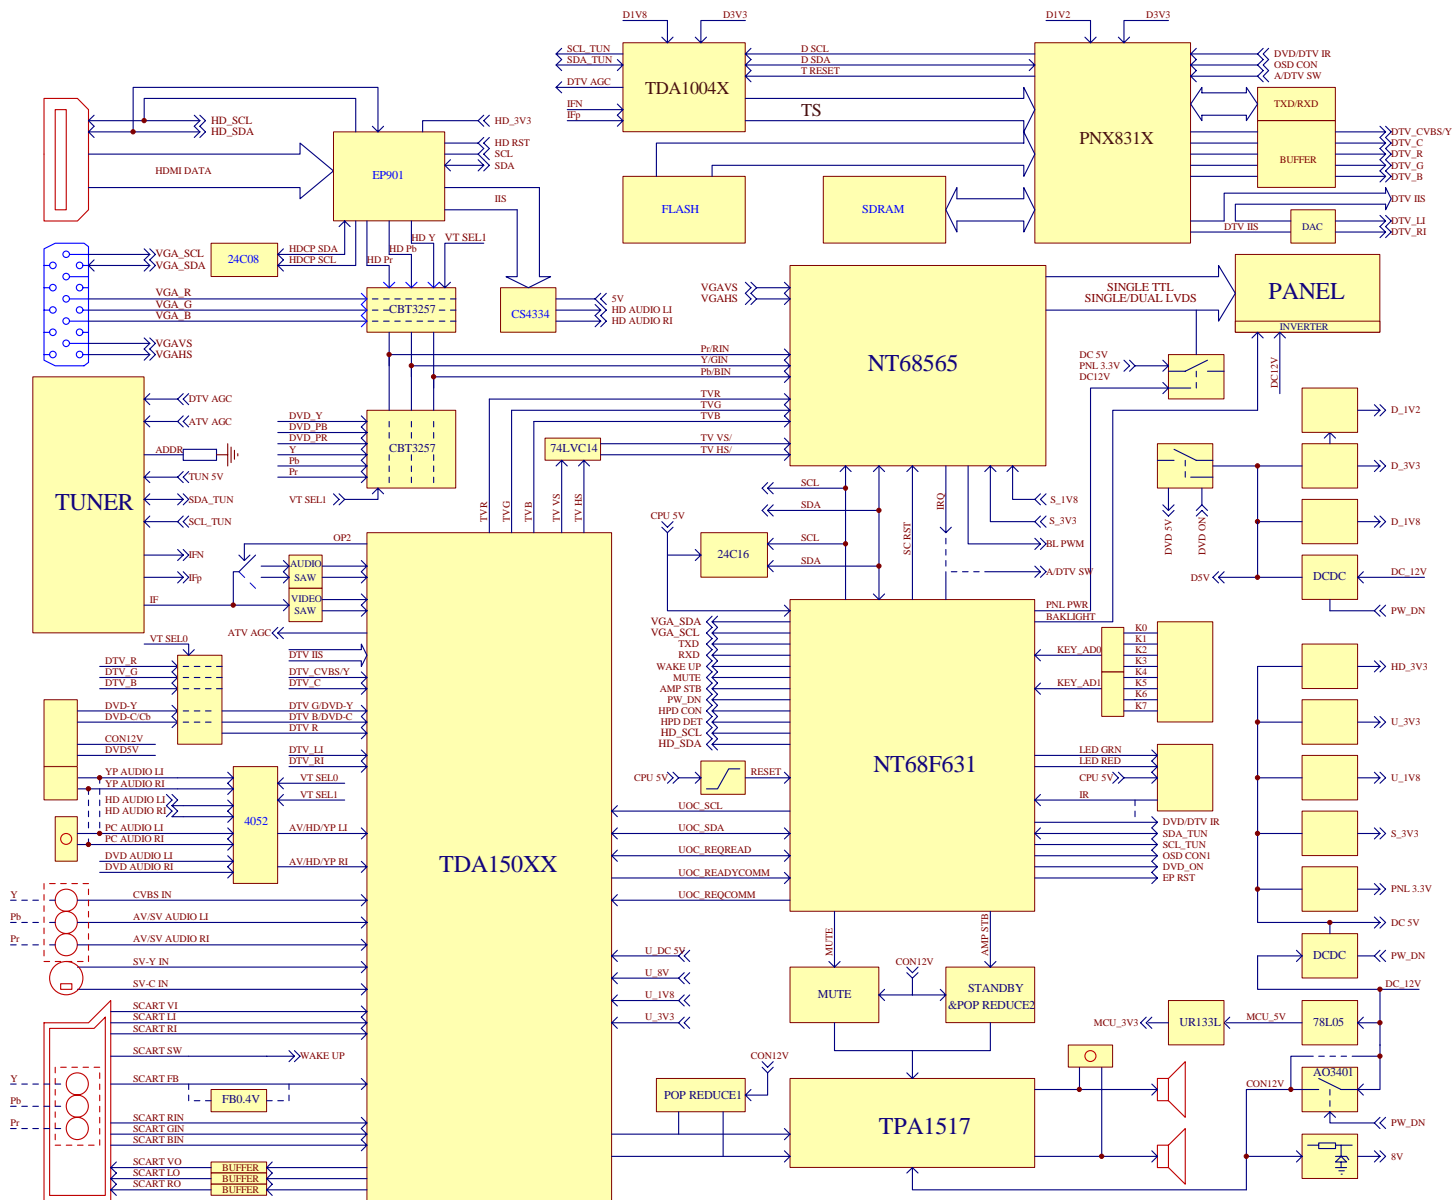 D1V8
D3V3
D1V2
D3V3
SCL_TUN
SDA_TUN
DTV AGC
IFN
IFp
TDA1004X
D SCL
D SDA
T RESET
TS
PNX831X
DVD/DTV IR
OSD CON
A/DTV SW
TXD/RXD
BUFFER
DTV_CVBS/Y
DTV_C
DTV_R
DTV_G
DTV_B
DTV IIS
DTV IIS
DAC
DTV_LI
DTV_RI
FLASH
SDRAM
HD_SCL
HD_SDA
HDMI DATA
EP901
HD_3V3
HD RST
SCL
SDA
IIS
VGA_SCL
VGA_SDA
24C08
HDCP SDA
HDCP SCL
HD Pr
HD Pb
HD Y
VT SEL1
VGA_R
VGA_G
VGA_B
VGAVS
VGAHS
CBT3257
CS4334
5V
HD AUDIO LI
HD AUDIO RI
VGAVS
VGAHS
NT68565
SINGLE TTL
SINGLE/DUAL LVDS
PANEL
INVERTER
Pr/RIN
Y/GIN
Pb/BIN
TVR
TVG
TVB
TV VS/
TV HS/
74LVC14
DC 5V
PNL 3.3V
DC12V
DC12V
TUNER
DTV AGC
ATV AGC
ADDR
TUN 5V
SDA_TUN
SCL_TUN
IFN
IFp
IF
DVD_Y
DVD_PB
DVD_PR
Y
Pb
Pr
VT SEL1
CBT3257
TVR
TVG
TVB
TV VS
TV HS
D_1V2
D_3V3
D_1V8
DVD 5V
DVD ON
D5V
DCDC
DC_12V
PW_DN
SCL
SDA
CPU 5V
24C16
SCL
SDA
SC RST
IRQ
S_1V8
S_3V3
BL PWM
A/DTV SW
OP2
AUDIO
SAW
VIDEO
SAW
ATV AGC
VT SEL0
DTV_R
DTV_G
DTV_B
DVD-Y
DVD-C/Cb
CON12V
DVD5V
DTV IIS
DTV_CVBS/Y
DTV_C
DTV G/DVD-Y
DTV B/DVD-C
DTV R
DTV_LI
DTV_RI
VGA_SDA
VGA_SCL
TXD
RXD
WAKE UP
MUTE
AMP STB
PW_DN
HPD CON
HPD DET
HD_SCL
HD_SDA
CPU 5V
RESET
NT68F631
PNL PWR
BAKLIGHT
KEY_AD0
KEY_AD1
K0
K1
K2
K3
K4
K5
K6
K7
LED GRN
LED RED
CPU 5V
IR
DVD/DTV IR
SDA_TUN
SCL_TUN
OSD CON1
DVD_ON
EP RST
HD_3V3
U_3V3
U_1V8
S_3V3
PNL 3.3V
DC 5V
DCDC
PW_DN
DC_12V
YP AUDIO LI
YP AUDIO RI
HD AUDIO LI
HD AUDIO RI
PC AUDIO LI
PC AUDIO RI
DVD AUDIO LI
DVD AUDIO RI
4052
VT SEL0
VT SEL1
AV/HD/YP LI
AV/HD/YP RI
TDA150XX
UOC_SCL
UOC_SDA
UOC_REQREAD
UOC_READYCOMM
UOC_REQCOMM
Y
Pb
Pr
CVBS IN
AV/SV AUDIO LI
AV/SV AUDIO RI
SV-Y IN
SV-C IN
U_DC 5V
U_8V
U_1V8
U_3V3
MUTE
AMP STB
CON12V
MUTE
STANDBY
&POP REDUCE2
SCART VI
SCART LI
SCART RI
SCART SW
WAKE UP
SCART FB
FB0.4V
Y
Pb
Pr
SCART RIN
SCART GIN
SCART BIN
SCART VO
SCART LO
SCART RO
BUFFER
BUFFER
BUFFER
CON12V
POP REDUCE1
TPA1517
MCU_3V3
UR133L
MCU_5V
78L05
AO3401
CON12V
PW_DN
8V